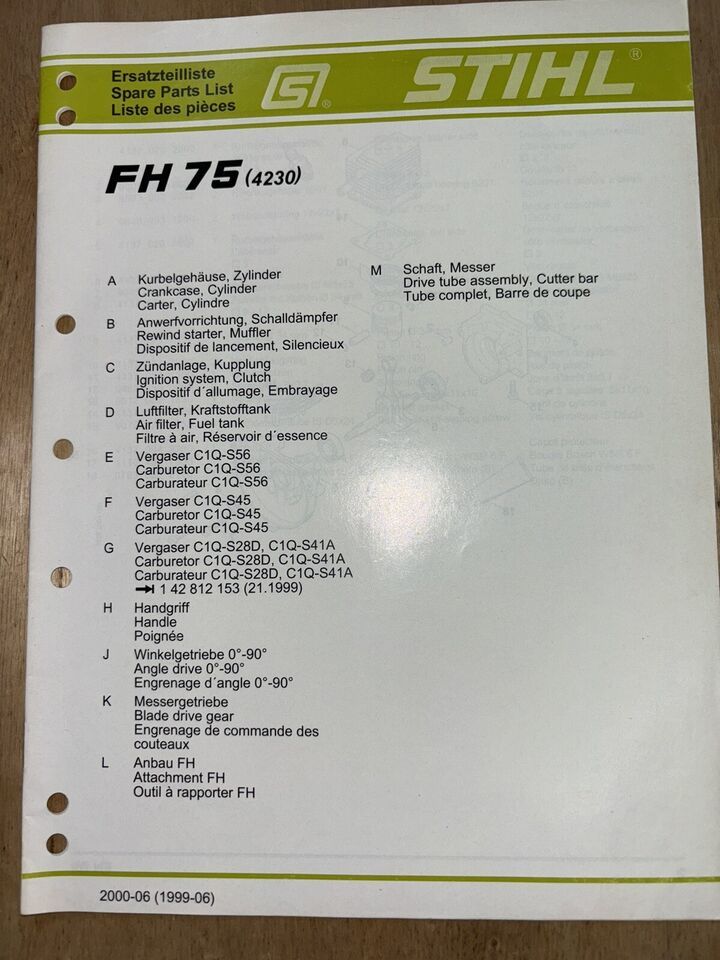 Ersatzteilliste
Spare Parts List
Liste des pièces
STIHL®
FH 75 (4230)
A Kurbelgehäuse, Zylinder
Crankcase, Cylinder
Carter, Cylindre
B Anwerfvorrichtung, Schalldämpfer
Rewind starter, Muffler
Dispositif de lancement, Silencieux
C Zündanlage, Kupplung
Ignition system, Clutch
Dispositif d´allumage, Embrayage
D Luftfilter, Kraftstofftank
Air filter, Fuel tank
Filtre à air, Réservoir d´essence
E Vergaser C1Q-S56
Carburetor C1Q-S56
Carburateur C1Q-S56
F Vergaser C1Q-S45
Carburetor C1Q-S45
Carburateur C1Q-S45
G Vergaser C1Q-S28D, C1Q-S41A
Carburetor C1Q-S28D, C1Q-S41A
Carburateur C1Q-S28D, C1Q-S41A
1 42 812 153 (21.1999)
H Handgriff
Handle
Poignée
J Winkelgetriebe 0°-90°
Angle drive 0°-90°
Engrenage d´angle 0°-90°
K Messergetriebe
Blade drive gear
Engrenage de commande des
couteaux
L Anbau FH
Attachment FH
Outil à rapporter FH
M Schaft, Messer
Drive tube assembly, Cutter bar
Tube complet, Barre de coupe
2000-06 (1999-06)